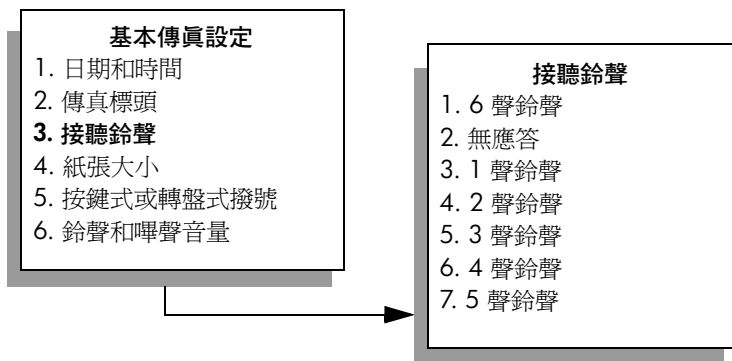 基本傳真設定
1. 日期和時間
2. 傳真標頭
3. 接聽鈴聲
4. 紙張大小
5. 按鍵式或轉盤式撥號
6. 鈴聲和嗶聲音量
接聽鈴聲
1. 6 聲鈴聲
2. 無應答
3. 1 聲鈴聲
4. 2 聲鈴聲
5. 3 聲鈴聲
6. 4 聲鈴聲
7. 5 聲鈴聲